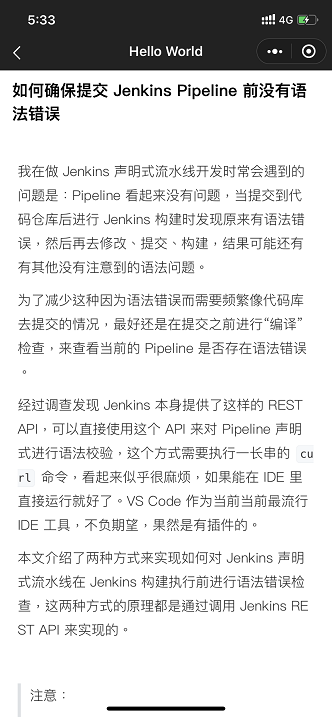 5:33
4G
Hello World
如何确保提交 Jenkins Pipeline 前没有语
法错误
我在做 Jenkins 声明式流水线开发时常会遇到的
问题是：Pipeline 看起来没有问题，当提交到代
码仓库后进行 Jenkins 构建时发现原来有语法错
误，然后再去修改、提交、构建，结果可能还有
有其他没有注意到的语法问题。
为了减少这种因为语法错误而需要频繁像代码库
去提交的情况，最好还是在提交之前进行“编译”
检查，来查看当前的 Pipeline 是否存在语法错误
。
经过调查发现 Jenkins 本身提供了这样的 REST
API，可以直接使用这个 API 来对 Pipeline 声明
式进行语法校验，这个方式需要执行一长串的 cu
rl 命令，看起来似乎很麻烦，如果能在 IDE 里
直接运行就好了。VS Code 作为当前当前最流行
IDE 工具，不负期望，果然是有插件的。
本文介绍了两种方式来实现如何对 Jenkins 声明
式流水线在 Jenkins 构建执行前进行语法错误检
查，这两种方式的原理都是通过调用 Jenkins RE
ST API 来实现的。
注意：